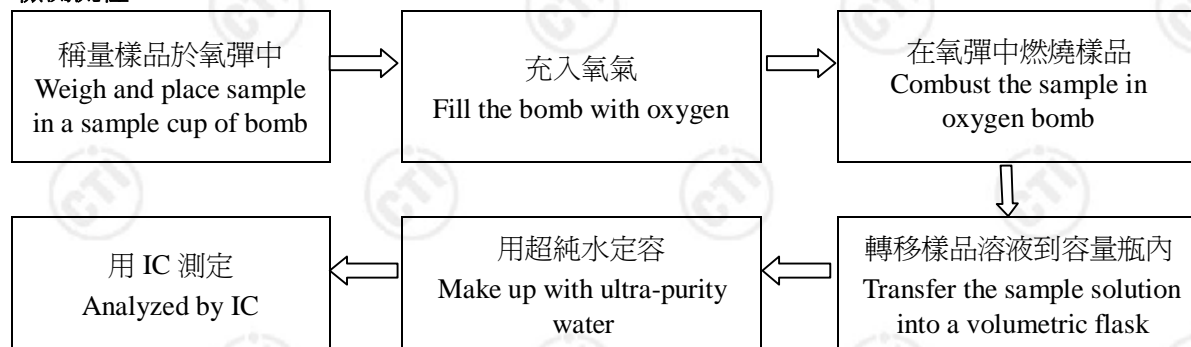 稱量樣品於氧彈中
Weigh and place sample
in a sample cup of bomb
充入氧氣
Fill the bomb with oxygen
在氧彈中燃燒樣品
Combust the sample in
oxygen bomb
轉移樣品溶液到容量瓶內
Transfer the sample solution
into a volumetric flask
用超純水定容
Make up with ultra-purity
water
用 IC 測定
Analyzed by IC
CTI
CTI
CTI
CTI